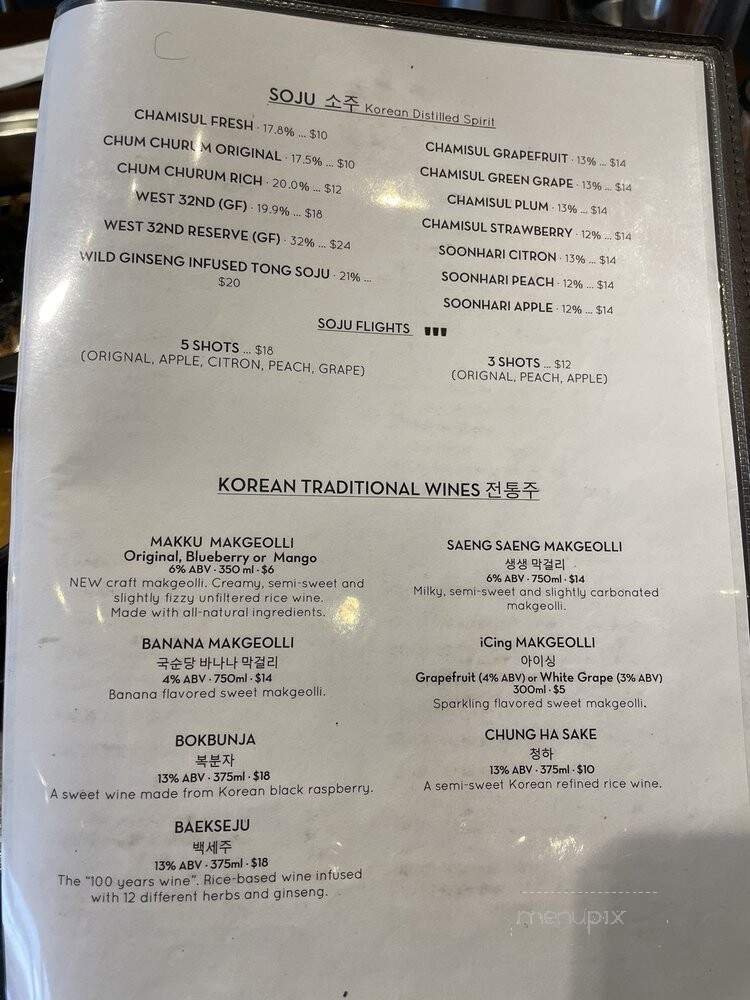 SOJU 소주 Korean Distilled Spirit
CHAMISUL FRESH · 17.8% ... $10
CHUM CHURUM ORIGINAL · 17.5% ... $10
CHUM CHURUM RICH · 20.0% ... $12
WEST 32ND (GF) · 19.9% ... $18
WEST 32ND RESERVE (GF) · 32% ... $24
WILD GINSENG INFUSED TONG SOJU · 21% ...
$20
CHAMISUL GRAPEFRUIT · 13% ... $14
CHAMISUL GREEN GRAPE · 13% ... $14
CHAMISUL PLUM · 13% ... $14
CHAMISUL STRAWBERRY · 12% ... $14
SOONHARI CITRON · 13% ... $14
SOONHARI PEACH · 12% ... $14
SOONHARI APPLE · 12% ... $14
SOJU FLIGHTS
5 SHOTS ... $18
(ORIGNAL, APPLE, CITRON, PEACH, GRAPE)
3 SHOTS ... $12
(ORIGNAL, PEACH, APPLE)
KOREAN TRADITIONAL WINES 전통주
MAKKU MAKGEOLLI
Original, Blueberry or Mango
6% ABV · 350 ml · $6
NEW craft makgeolli. Creamy, semi-sweet and
slightly fizzy unfiltered rice wine.
Made with all-natural ingredients.
BANANA MAKGEOLLI
국순당 바나나 막걸리
4% ABV · 750ml · $14
Banana flavored sweet makgeolli.
BOKBUNJA
복분자
13% ABV · 375ml · $18
A sweet wine made from Korean black raspberry.
BAEKSEJU
백세주
13% ABV · 375ml · $18
The "100 years wine". Rice-based wine infused
with 12 different herbs and ginseng.
SAENG SAENG MAKGEOLLI
생생 막걸리
6% ABV · 750ml · $14
Milky, semi-sweet and slightly carbonated
makgeolli.
iCing MAKGEOLLI
아이싱
Grapefruit (4% ABV) or White Grape (3% ABV)
300ml · $5
Sparkling flavored sweet makgeolli.
CHUNG HA SAKE
청하
13% ABV · 375ml · $10
A semi-sweet Korean refined rice wine.
menupix